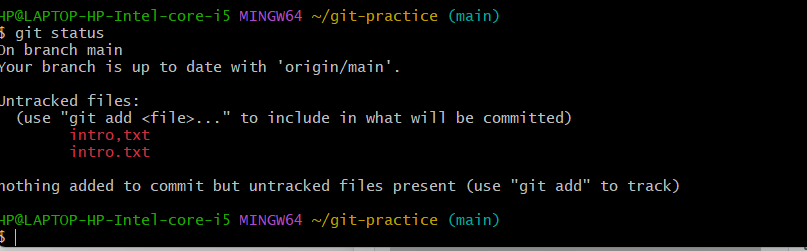 HP@LAPTOP-HP-Intel-core-i5 MINGW64 ~/git-practice (main)
$ git status
On branch main
Your branch is up to date with 'origin/main'.
Untracked files:
(use "git add <file>..." to include in what will be committed)
intro,txt
intro.txt
nothing added to commit but untracked files present (use "git add" to track)
HP@LAPTOP-HP-Intel-core-i5 MINGW64 ~/git-practice (main)
$